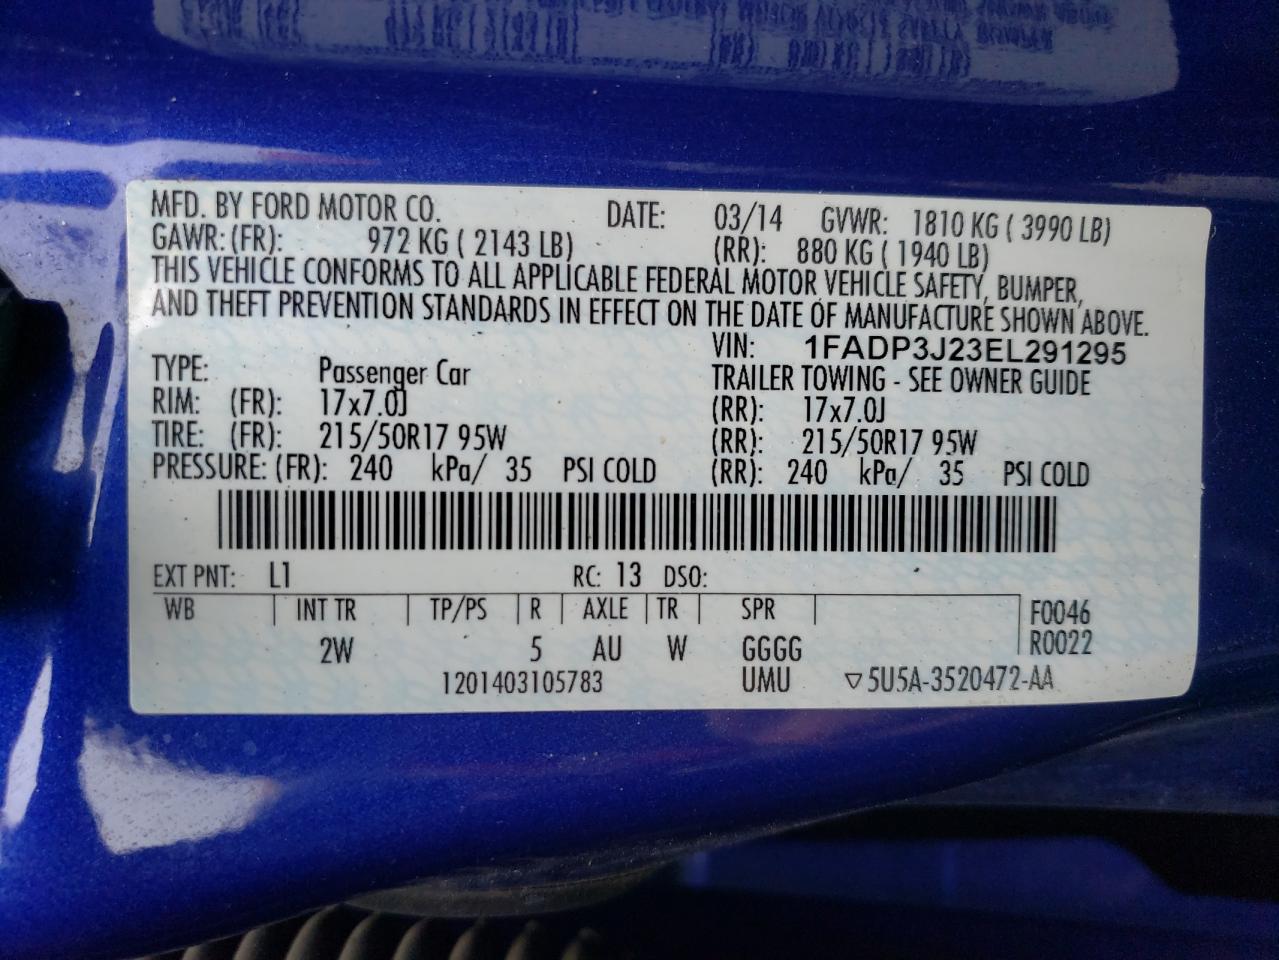 MFD. BY FORD MOTOR CO. DATE: 03/14 GVWR: 1810 KG ( 3990 LB)
GAWR: (FR): 972 KG ( 2143 LB) (RR): 880 KG ( 1940 LB)
THIS VEHICLE CONFORMS TO ALL APPLICABLE FEDERAL MOTOR VEHICLE SAFETY, BUMPER,
AND THEFT PREVENTION STANDARDS IN EFFECT ON THE DATE OF MANUFACTURE SHOWN ABOVE.
VIN: 1FADP3J23EL291295
TYPE: Passenger Car TRAILER TOWING - SEE OWNER GUIDE
RIM: (FR): 17x7.0J (RR): 17x7.0J
TIRE: (FR): 215/50R17 95W (RR): 215/50R17 95W
PRESSURE: (FR): 240 kPa/ 35 PSI COLD (RR): 240 kPa/ 35 PSI COLD
EXT PNT: L1 RC: 13 DSO:
WB INT TR TP/PS R AXLE TR SPR F0046
2W 5 AU W GGGG R0022
1201403105783 UMU ▽5U5A-3520472-AA